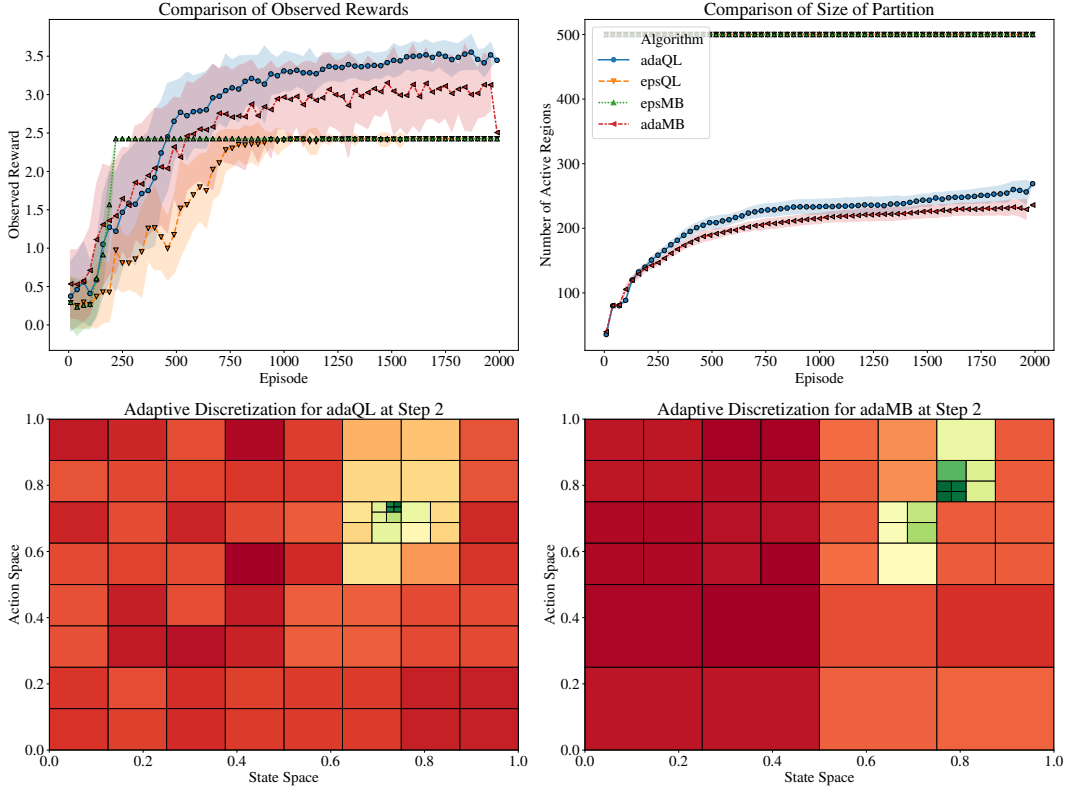 Comparison of Observed Rewards
Observed Reward
3.5
3.0
2.5
2.0
1.5
1.0
0.5
0.0
0 250 500 750 1000 1250 1500 1750 2000
Episode
Comparison of Size of Partition
Number of Active Regions
500
400
300
200
100
Algorithm
adaQL
epsQL
epsMB
adaMB
0 250 500 750 1000 1250 1500 1750 2000
Episode
Adaptive Discretization for adaQL at Step 2
Action Space
1.0
0.8
0.6
0.4
0.2
0.0
0.0 0.2 0.4 0.6 0.8 1.0
State Space
Adaptive Discretization for adaMB at Step 2
Action Space
1.0
0.8
0.6
0.4
0.2
0.0
0.0 0.2 0.4 0.6 0.8 1.0
State Space